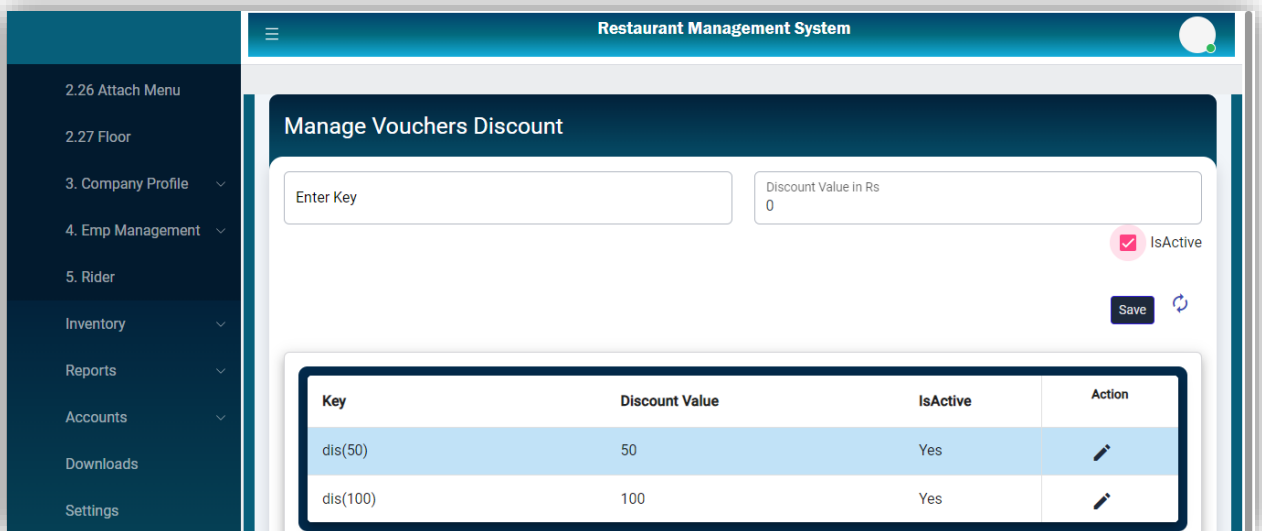 Restaurant Management System
2.26 Attach Menu
2.27 Floor
3. Company Profile
4. Emp Management
5. Rider
Inventory
Reports
Accounts
Downloads
Settings
Manage Vouchers Discount
Enter Key
Discount Value in Rs
0
IsActive
Save
Key Discount Value IsActive Action
dis(50) 50 Yes
dis(100) 100 Yes